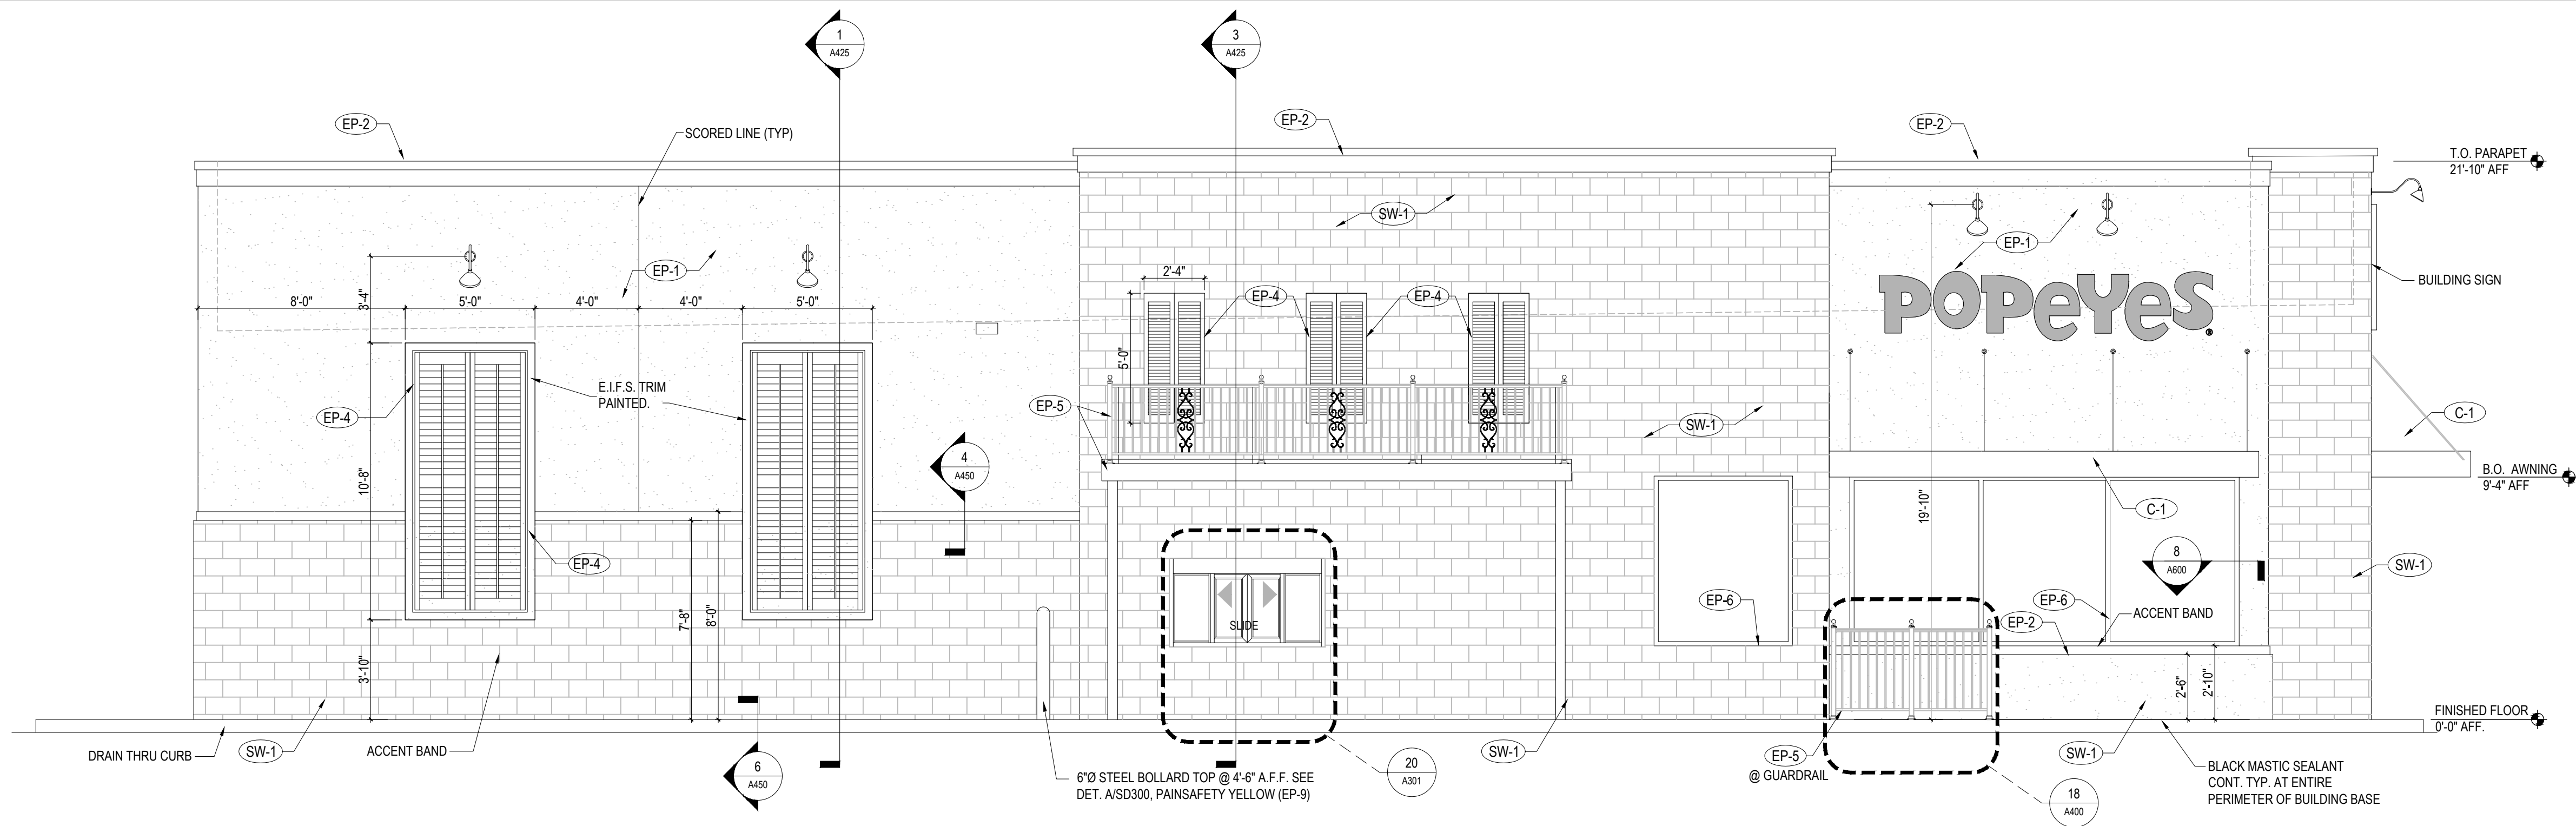 1
A425
3
A425
EP-2
SCORED LINE (TYP)
EP-2
EP-2
T.O. PARAPET
21'-10" AFF
SW-1
EP-1
EP-1
BUILDING SIGN
POPEYES®
2'-4"
EP-4
EP-4
5'-0"
3'-4"
8'-0"
5'-0"
4'-0"
4'-0"
5'-0"
E.I.F.S. TRIM
PAINTED.
EP-4
EP-5
SW-1
C-1
4
A450
B.O. AWNING
9'-4" AFF
10'-8"
19'-10"
C-1
EP-4
8
A600
SW-1
SLIDE
EP-6
EP-6
ACCENT BAND
EP-2
7'-8"
8'-0"
3'-10"
2'-6"
2'-10"
FINISHED FLOOR
0'-0" AFF.
DRAIN THRU CURB
SW-1
ACCENT BAND
6
A450
6"Ø STEEL BOLLARD TOP @ 4'-6" A.F.F. SEE
DET. A/SD300, PAINSAFETY YELLOW (EP-9)
20
A301
SW-1
EP-5
@ GUARDRAIL
18
A400
SW-1
BLACK MASTIC SEALANT
CONT. TYP. AT ENTIRE
PERIMETER OF BUILDING BASE